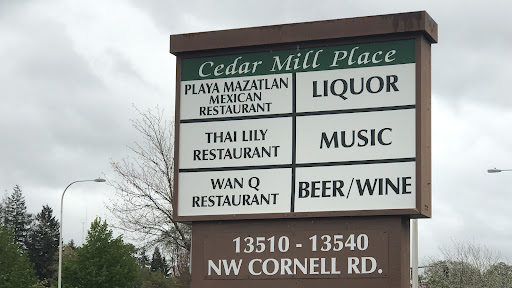 Cedar Mill Place
PLAYA MAZATLAN
MEXICAN
RESTAURANT
LIQUOR
THAI LILY
RESTAURANT
MUSIC
WAN Q
RESTAURANT
BEER/WINE
13510 - 13540
NW CORNELL RD.